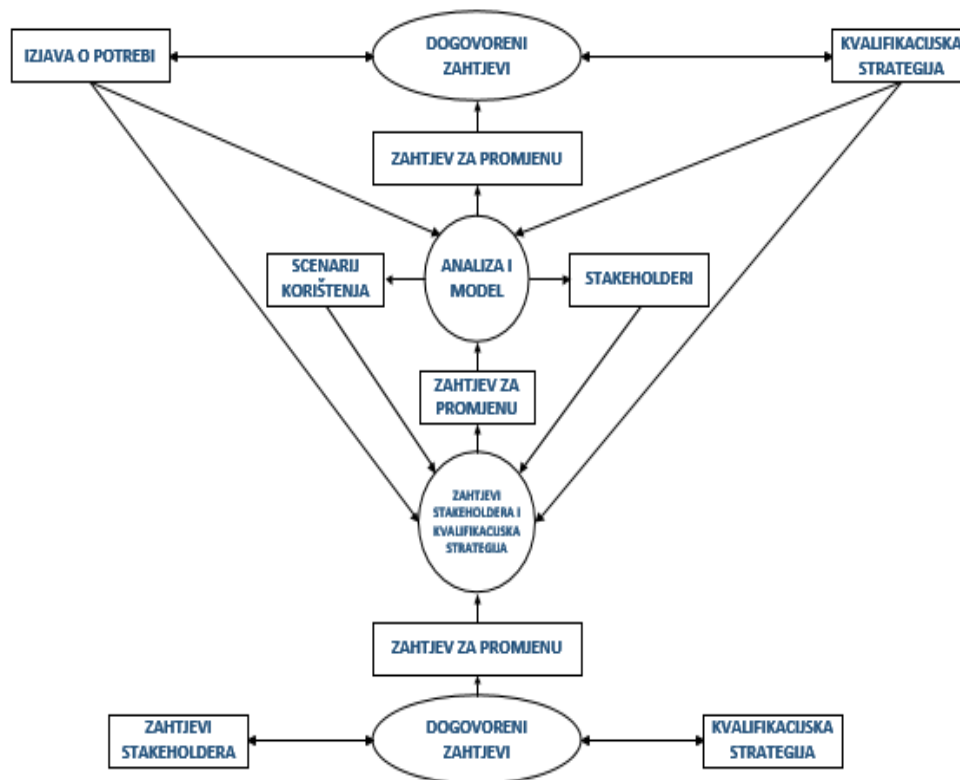 IZJAVA O POTREBI
DOGOVORENI
ZAHTJEVI
KVALIFIKACIJSKA
STRATEGIJA
ZAHTJEV ZA PROMJENU
SCENARIJ
KORIŠTENJA
ANALIZA I
MODEL
STAKEHOLDERI
ZAHTJEV ZA
PROMJENU
ZAHTJEVI
STAKEHOLDERA I
KVALIFIKACIJSKA
STRATEGIJA
ZAHTJEV ZA PROMJENU
ZAHTJEVI
STAKEHOLDERA
DOGOVORENI
ZAHTJEVI
KVALIFIKACIJSKA
STRATEGIJA